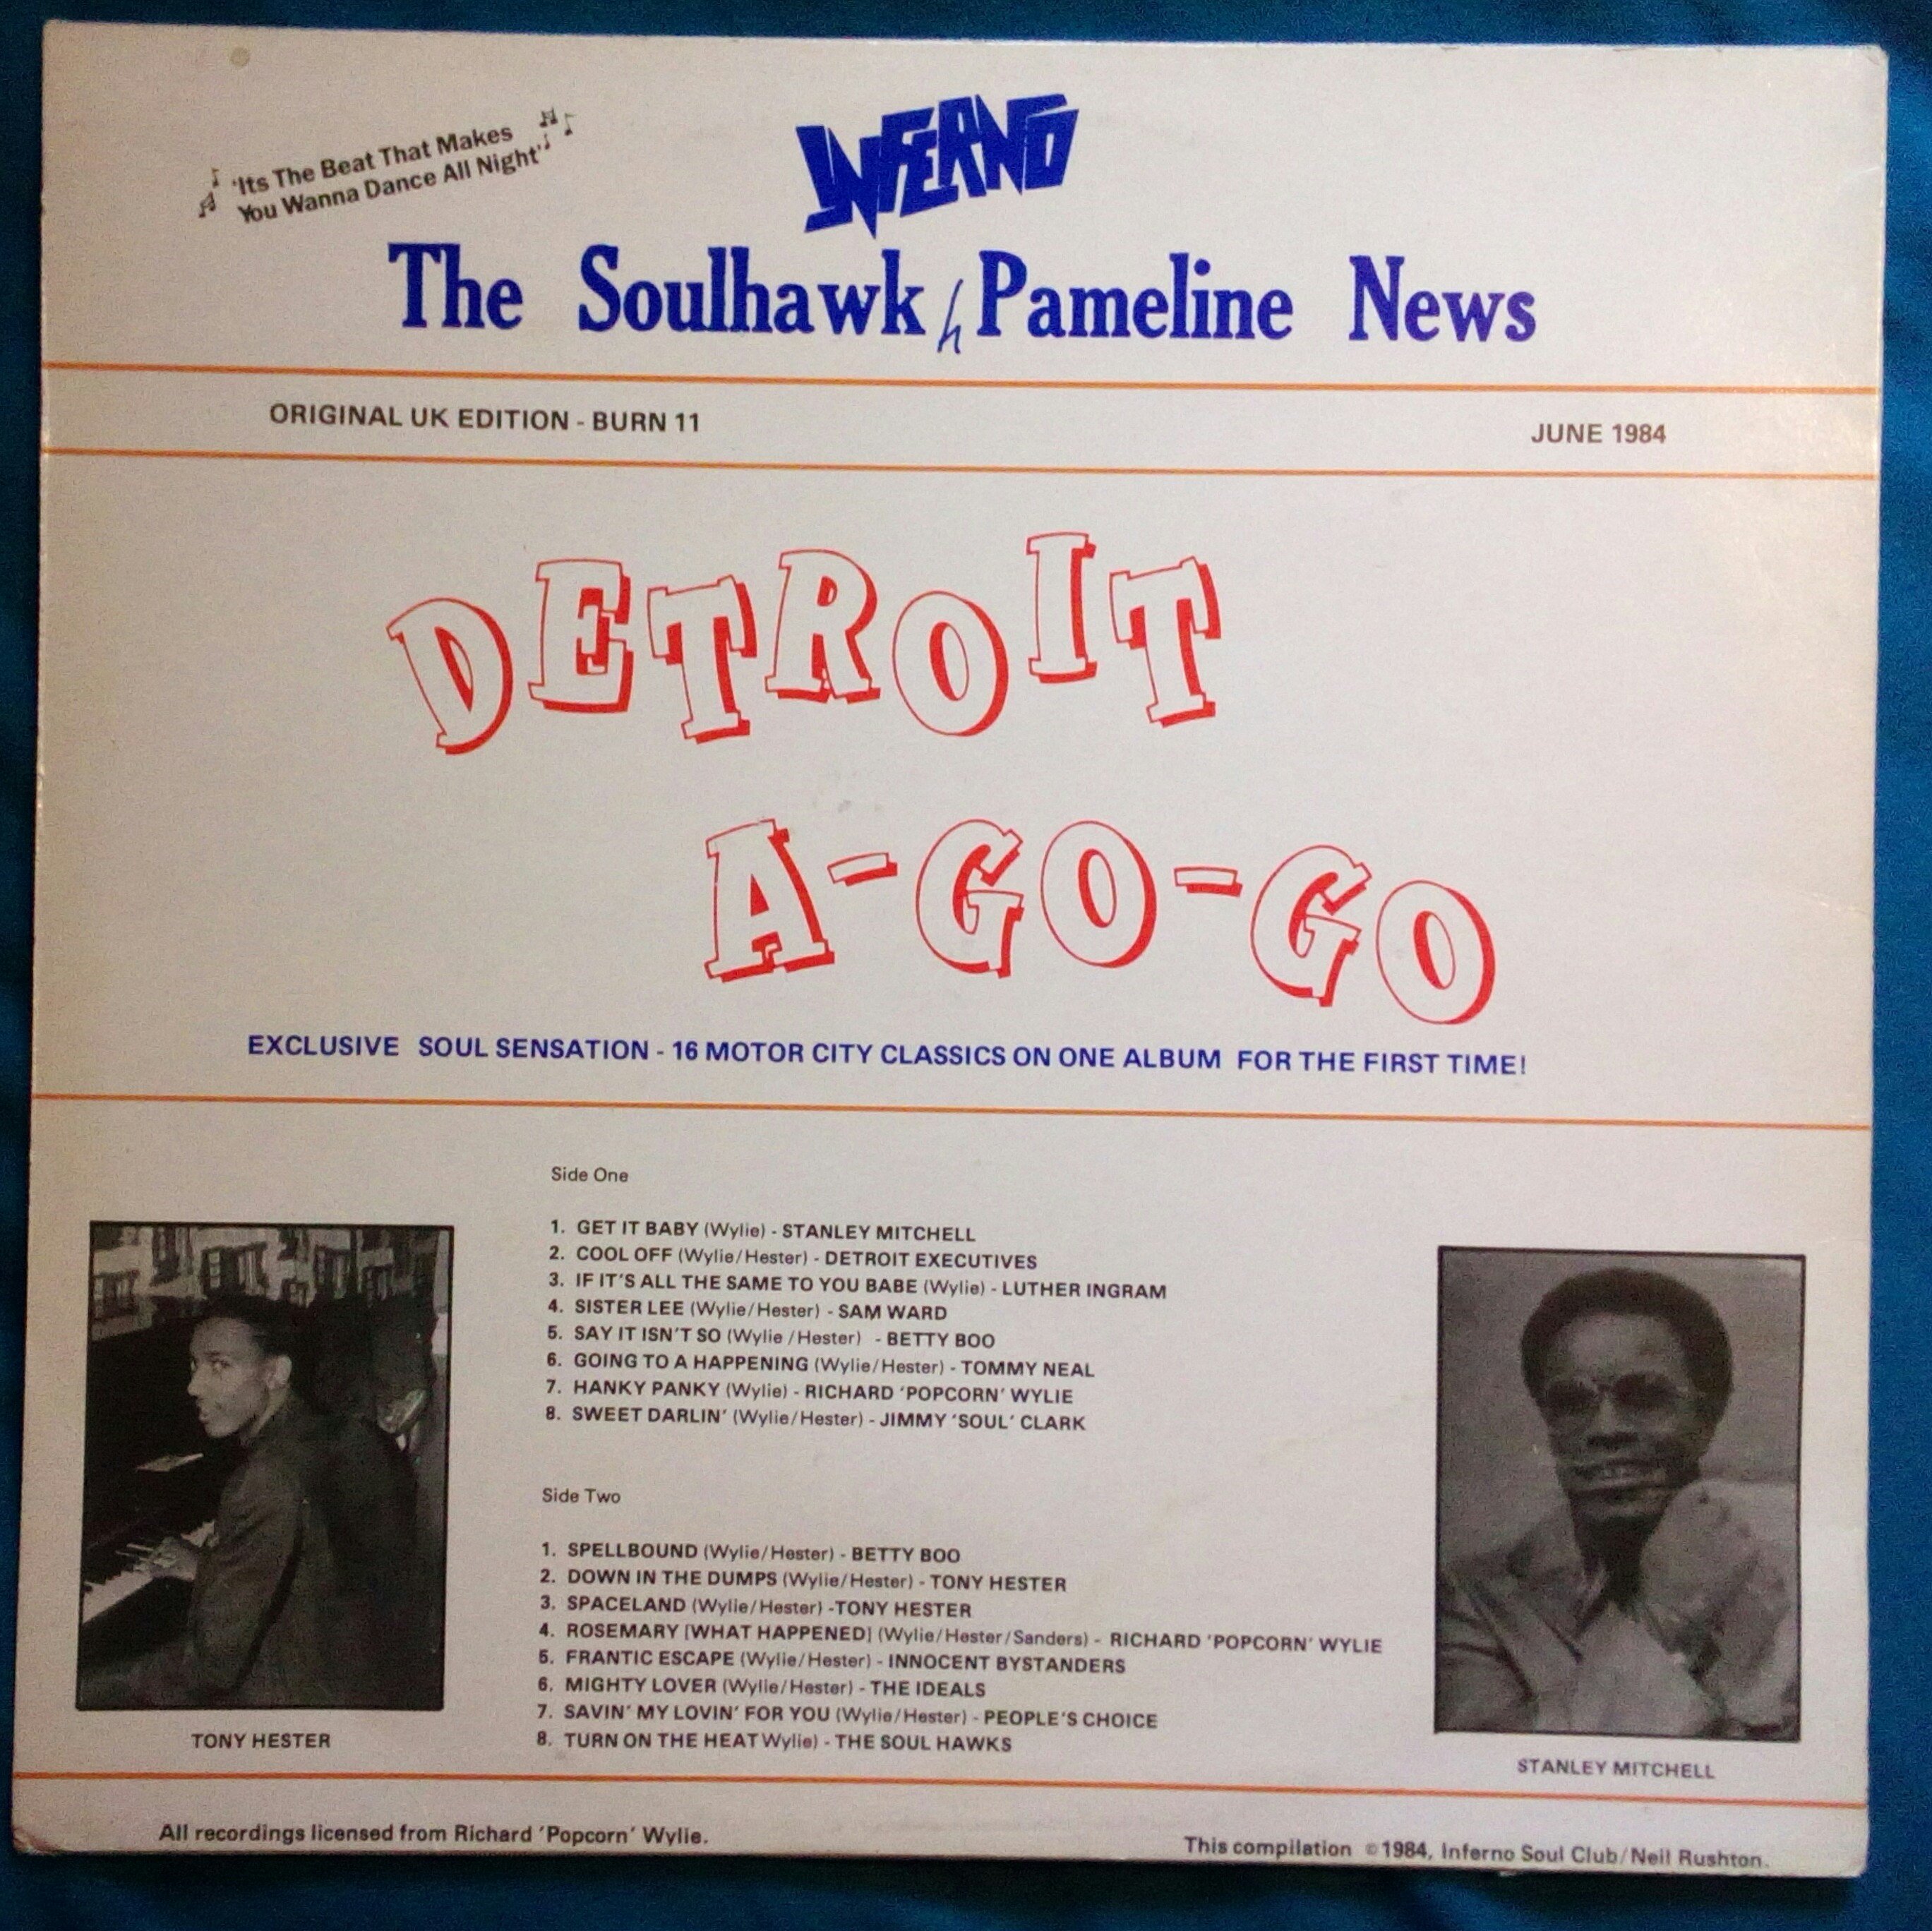 'Its The Beat That Makes
You Wanna Dance All Night'
INFERNO
The Soulhawk / Pameline News
h
ORIGINAL UK EDITION - BURN 11
JUNE 1984
DETROIT
A-GO-GO
EXCLUSIVE SOUL SENSATION - 16 MOTOR CITY CLASSICS ON ONE ALBUM FOR THE FIRST TIME!
Side One
1. GET IT BABY (Wylie) - STANLEY MITCHELL
2. COOL OFF (Wylie/Hester) - DETROIT EXECUTIVES
3. IF IT'S ALL THE SAME TO YOU BABE (Wylie) - LUTHER INGRAM
4. SISTER LEE (Wylie/Hester) - SAM WARD
5. SAY IT ISN'T SO (Wylie /Hester) - BETTY BOO
6. GOING TO A HAPPENING (Wylie/Hester) - TOMMY NEAL
7. HANKY PANKY (Wylie) - RICHARD 'POPCORN' WYLIE
8. SWEET DARLIN' (Wylie/Hester) - JIMMY 'SOUL' CLARK
Side Two
1. SPELLBOUND (Wylie/Hester) - BETTY BOO
2. DOWN IN THE DUMPS (Wylie/Hester) - TONY HESTER
3. SPACELAND (Wylie/Hester) -TONY HESTER
4. ROSEMARY [WHAT HAPPENED] (Wylie/Hester/Sanders) - RICHARD 'POPCORN' WYLIE
5. FRANTIC ESCAPE (Wylie/Hester) - INNOCENT BYSTANDERS
6. MIGHTY LOVER (Wylie/Hester) - THE IDEALS
7. SAVIN' MY LOVIN' FOR YOU (Wylie/Hester) - PEOPLE'S CHOICE
8. TURN ON THE HEAT Wylie) - THE SOUL HAWKS
TONY HESTER
STANLEY MITCHELL
All recordings licensed from Richard 'Popcorn' Wylie.
This compilation ©1984, Inferno Soul Club/Neil Rushton.